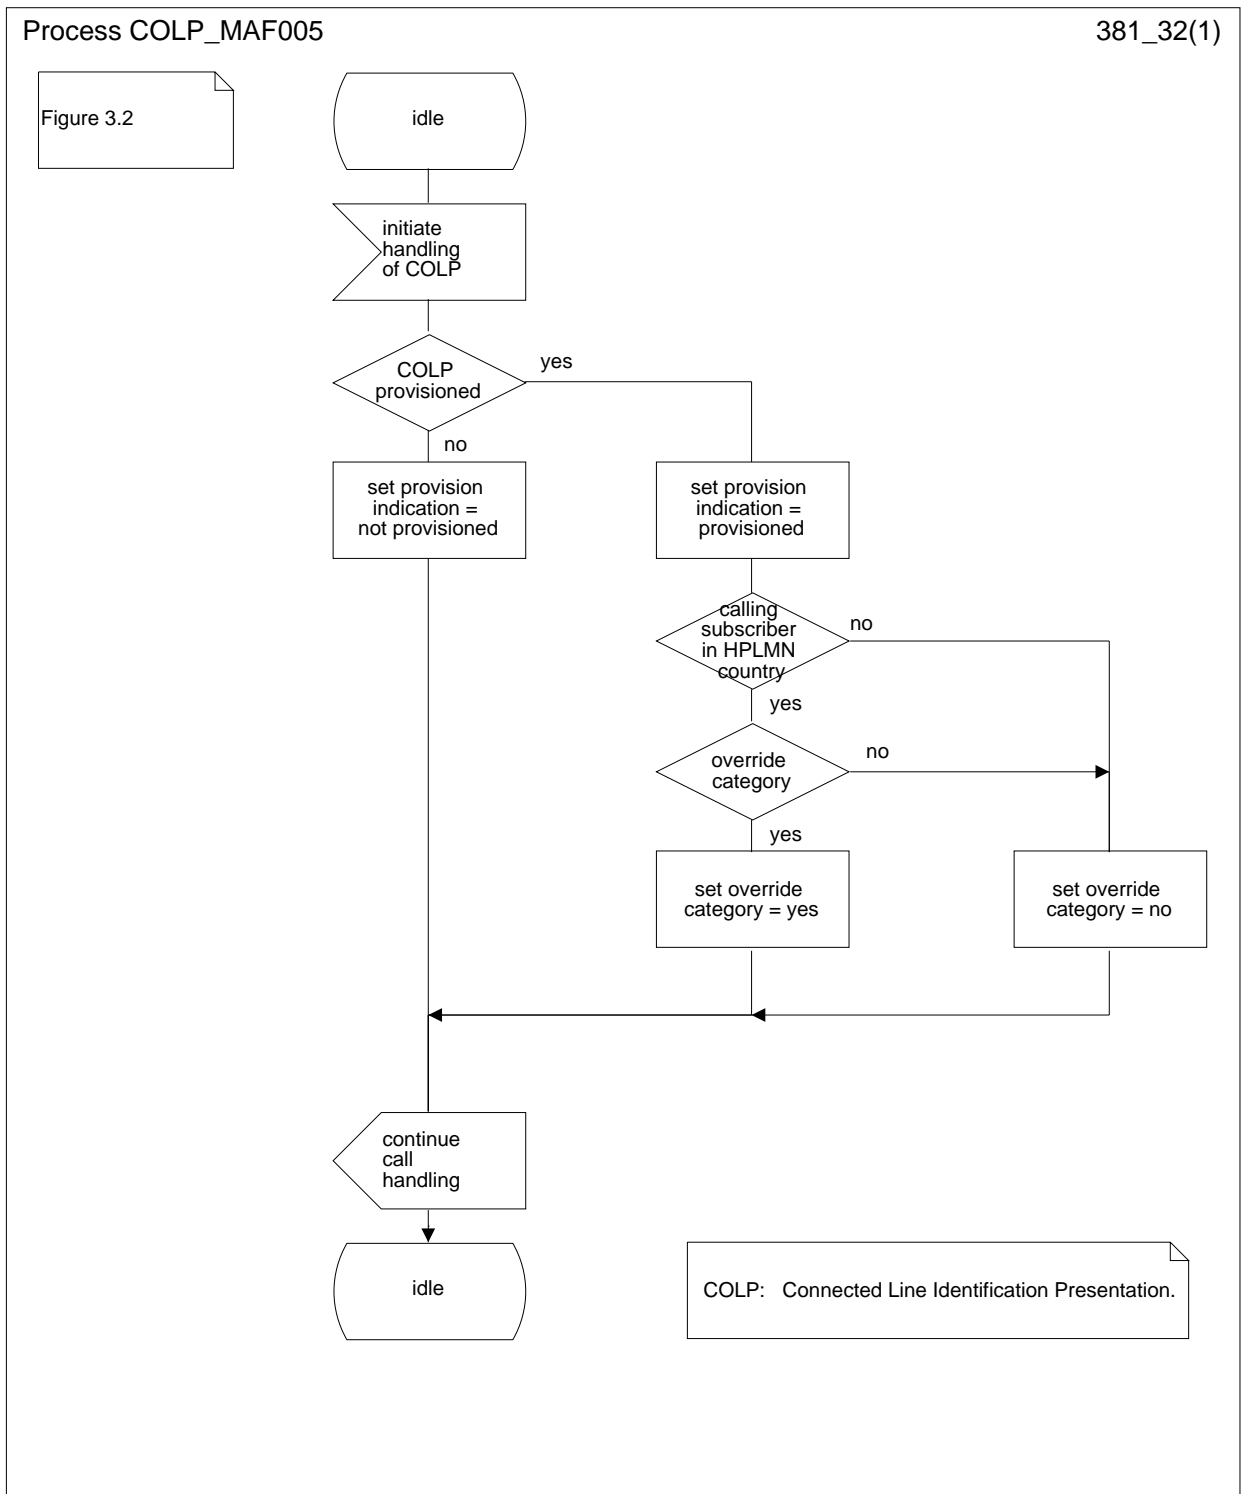 Process COLP_MAF005
381_32(1)
Figure 3.2
idle
initiate
handling
of COLP
COLP
provisioned
yes
no
set provision
indication =
not provisioned
set provision
indication =
provisioned
calling
subscriber
in HPLMN
country
no
yes
override
category
no
yes
set override
category = yes
set override
category = no
continue
call
handling
idle
COLP: Connected Line Identification Presentation.